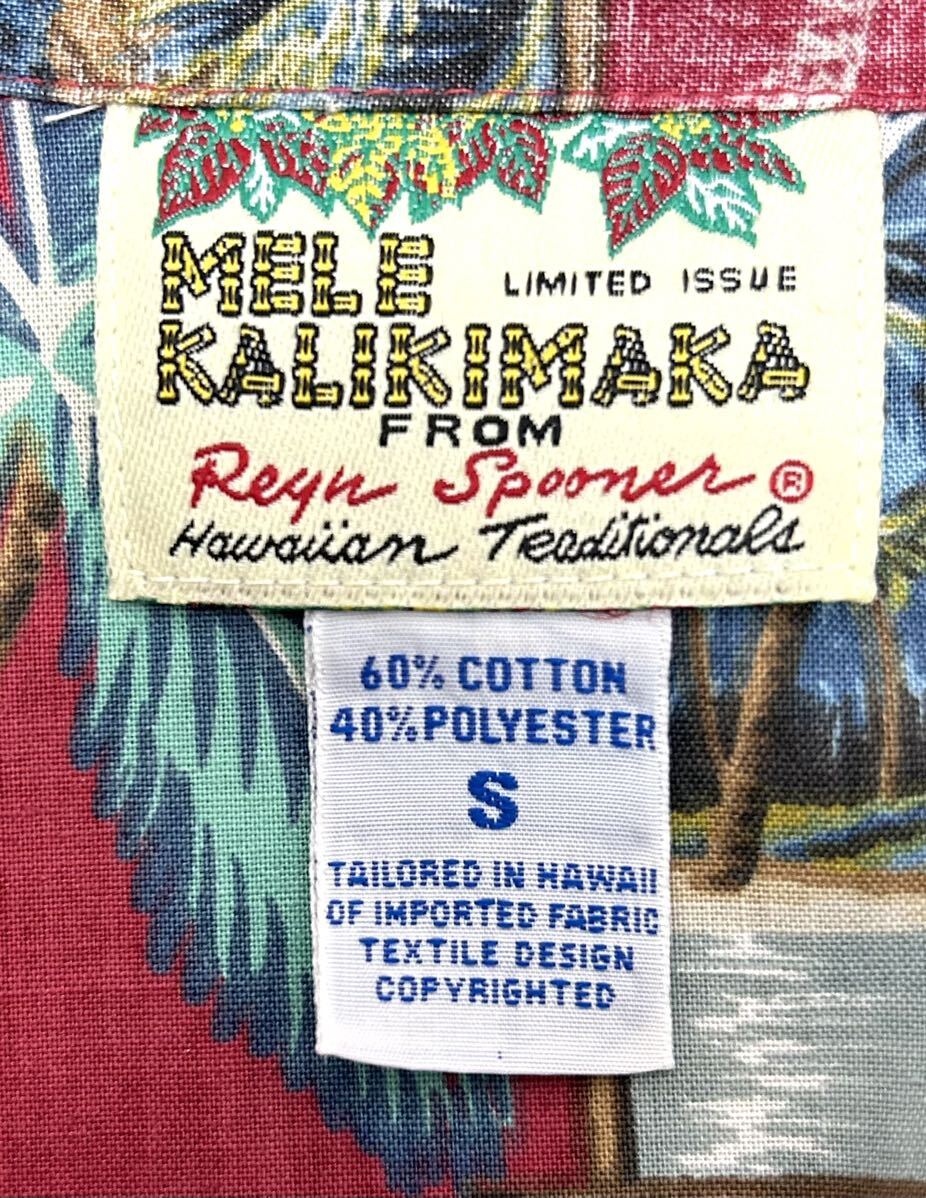 MELE
LIMITED ISSUE
KALIKIMAKA
FROM
Reyn Spooner ®
Hawaiian Traditionals
60% COTTON
40% POLYESTER
S
TAILORED IN HAWAII
OF IMPORTED FABRIC
TEXTILE DESIGN
COPYRIGHTED